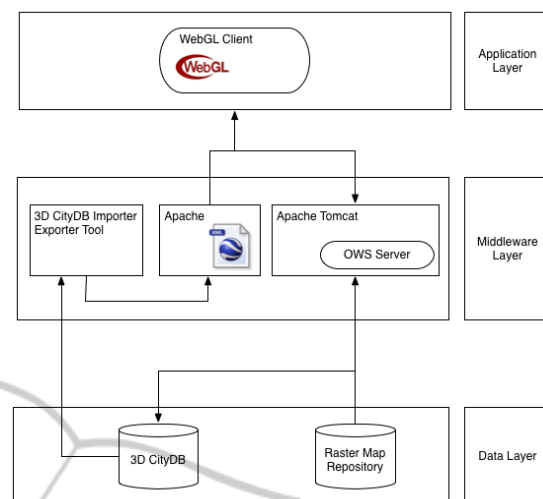 WebGL Client
WebGL
Application
Layer
3D CityDB Importer
Exporter Tool
Apache
KML
Apache Tomcat
OWS Server
Middleware
Layer
3D CityDB
Raster Map
Repository
Data Layer